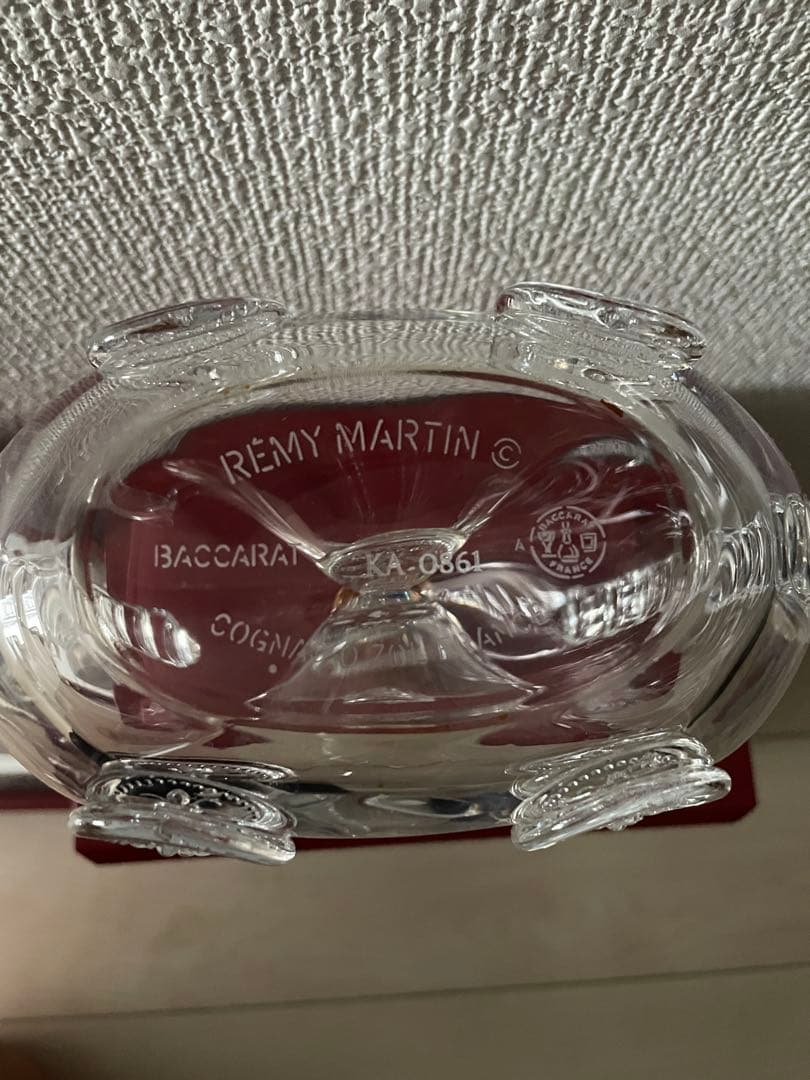 RÉMY MARTIN ©
BACCARAT KA-0861 A
BACCARAT
FRANCE